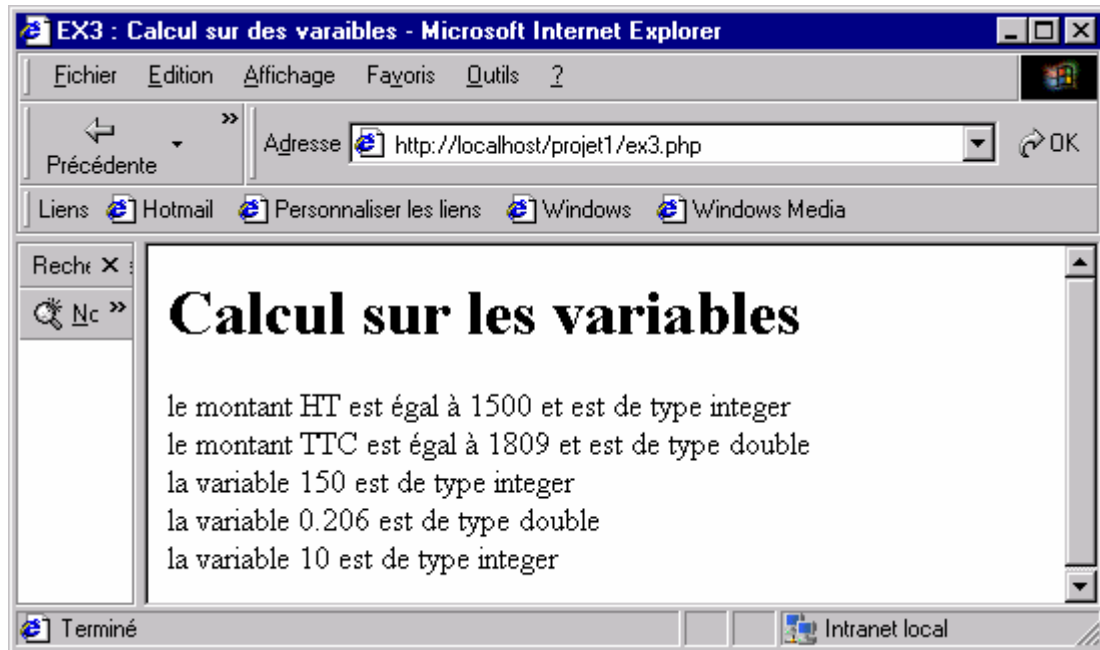 EX3 : Calcul sur des varaibles - Microsoft Internet Explorer
Fichier Edition Affichage Favoris Outils ?
Précédente » Adresse http://localhost/projet1/ex3.php OK
Liens Hotmail Personnaliser les liens Windows Windows Media
Calcul sur les variables
le montant HT est égal à 1500 et est de type integer
le montant TTC est égal à 1809 et est de type double
la variable 150 est de type integer
la variable 0.206 est de type double
la variable 10 est de type integer
Terminé Intranet local